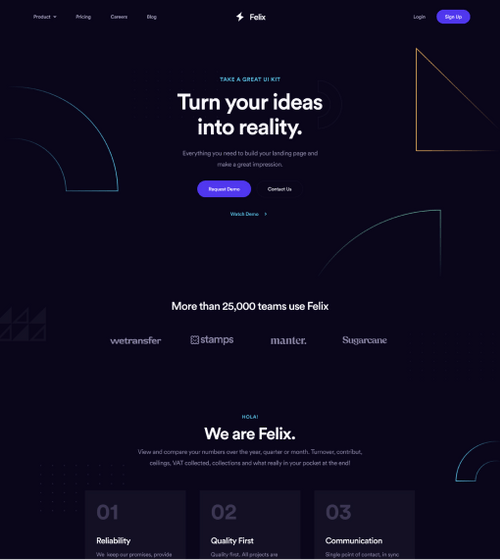 Product Pricing Careers Blog Felix Login Sign Up
TAKE A GREAT UI KIT
Turn your ideas
into reality.
Everything you need to build your landing page and
make a great impression.
Request Demo Contact Us
Watch Demo
More than 25,000 teams use Felix
wetransfer stamps manter. Sugarcane
HOLA!
We are Felix.
View and compare your numbers over the year, quarter or month. Turnover, contribut,
ceilings, VAT collected, collections and what really in your pocket at the end!
01 02 03
Reliability Quality First Communication
We keep our promises, provide Quality first. All projects are Single point of contact, in sync